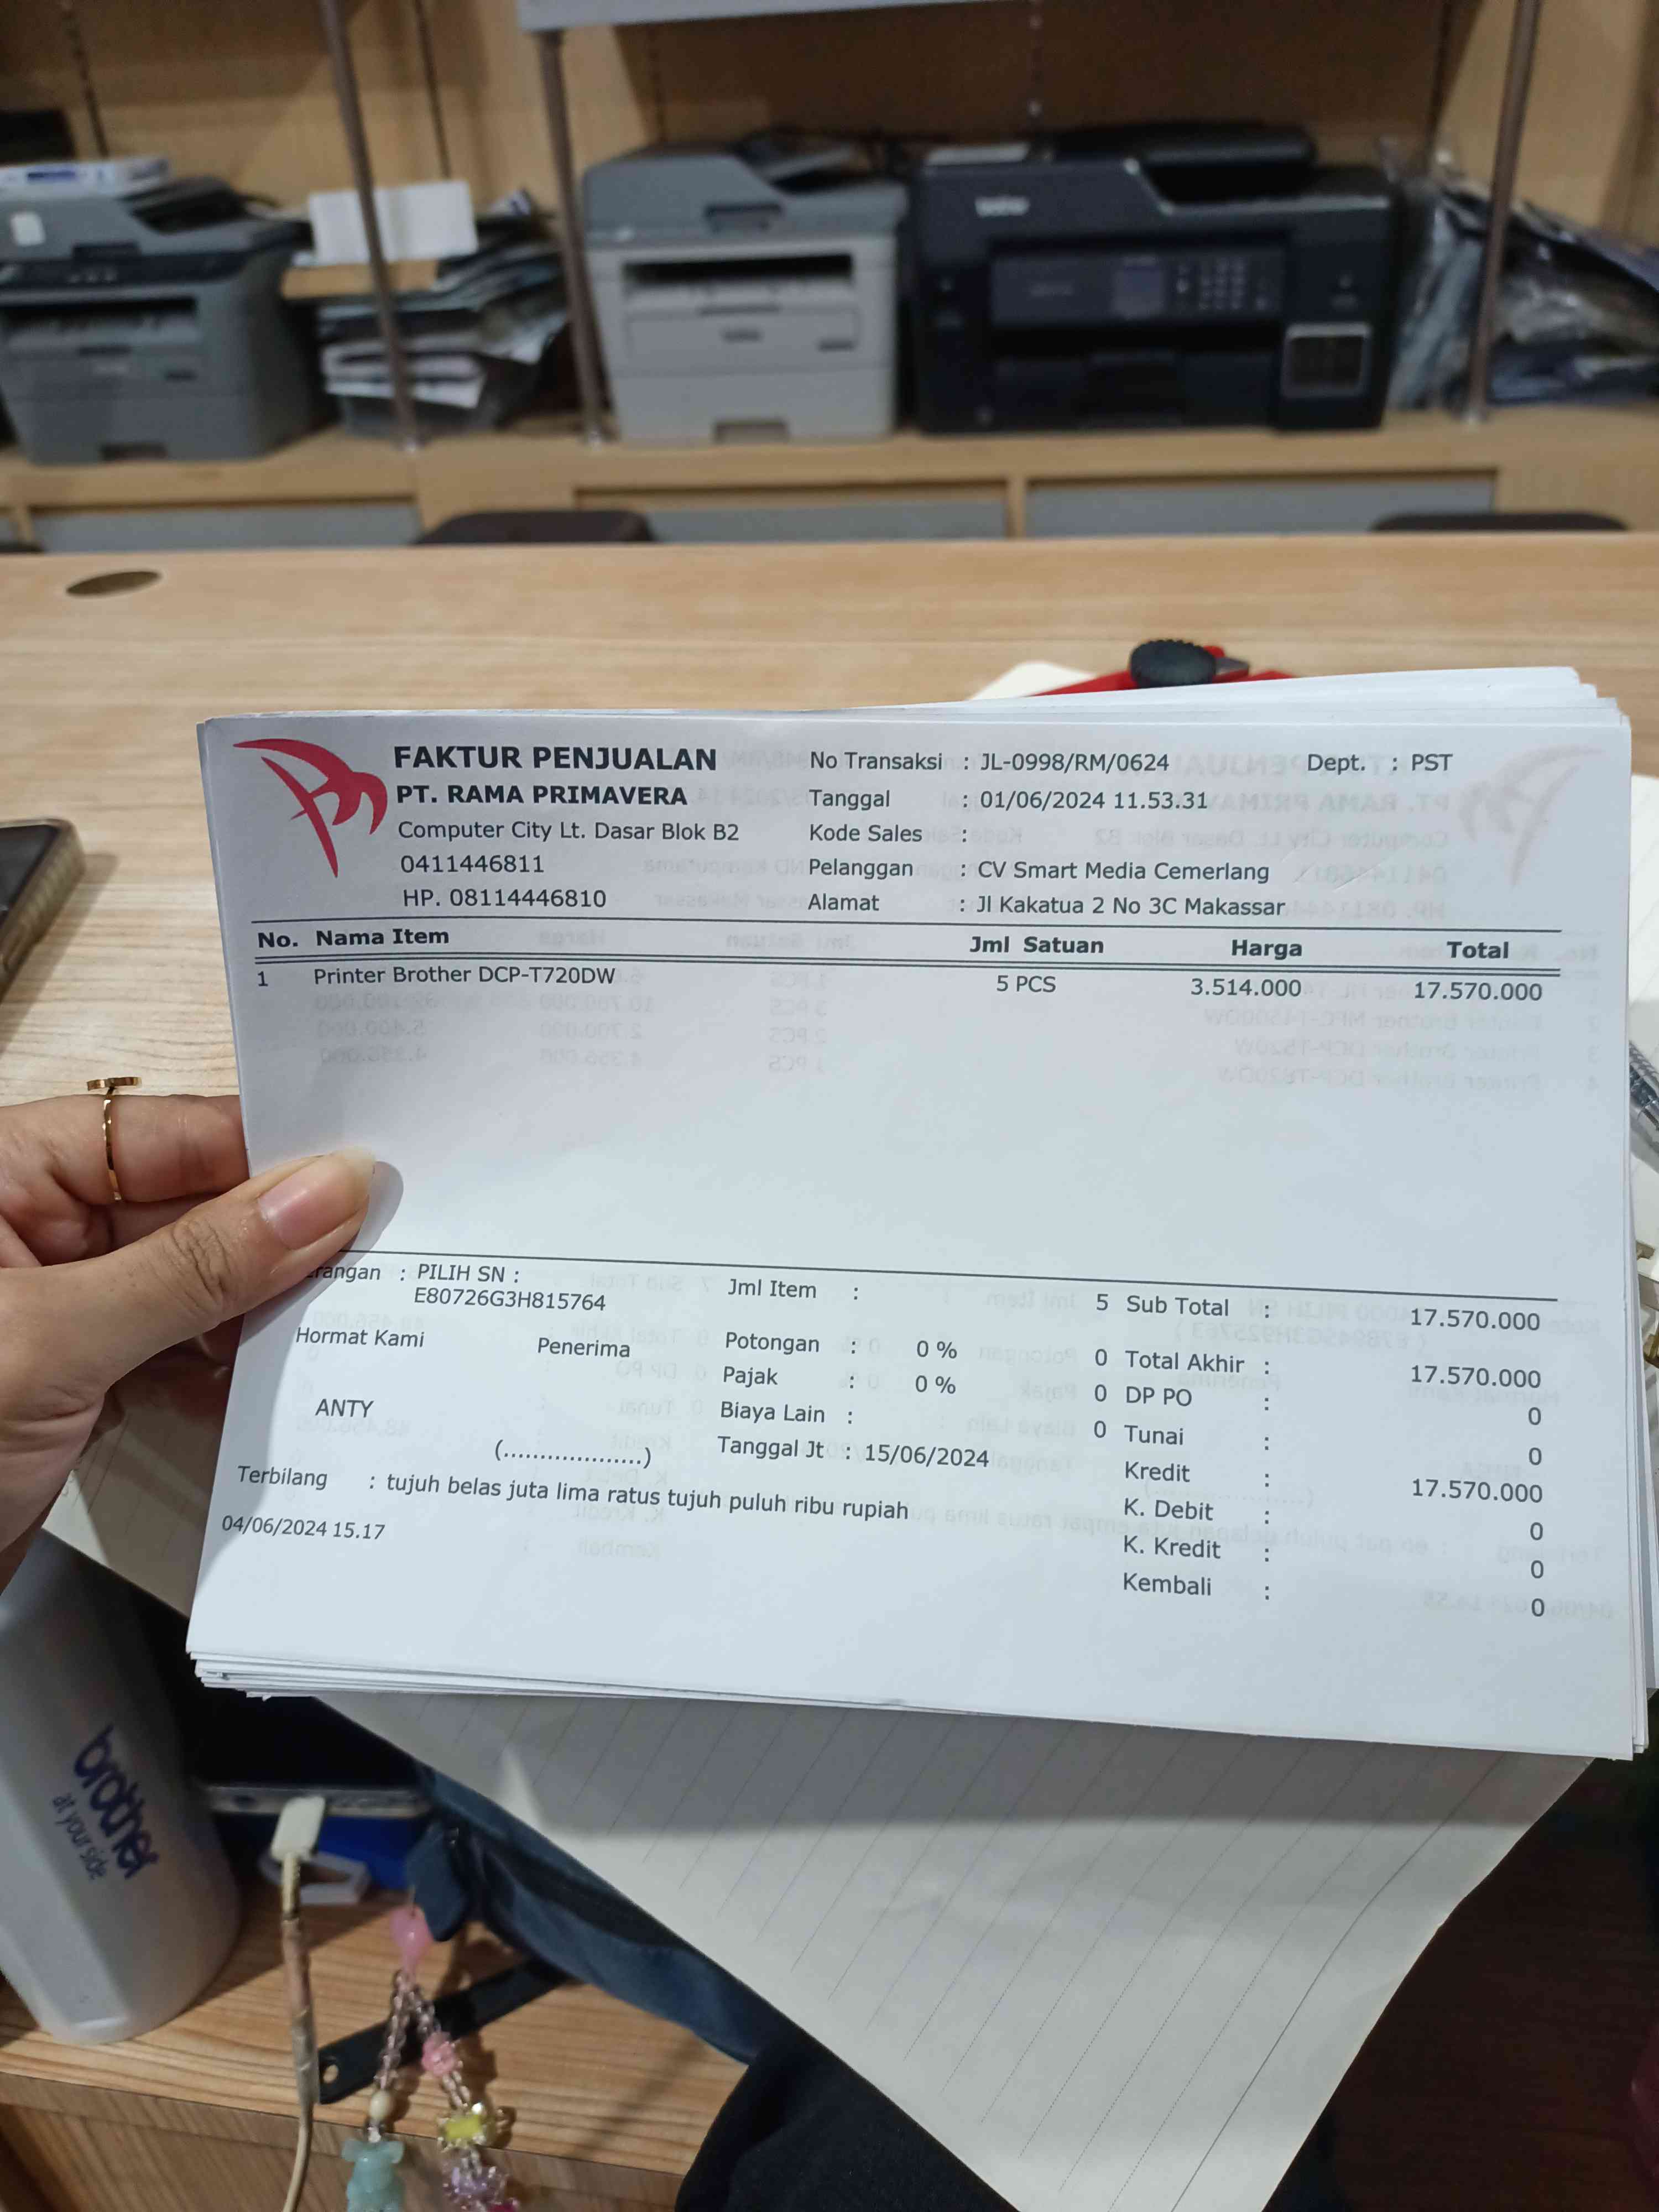 brother
FAKTUR PENJUALAN
PT. RAMA PRIMAVERA
Computer City Lt. Dasar Blok B2
0411446811
HP. 08114446810
No Transaksi : JL-0998/RM/0624 Dept. : PST
Tanggal : 01/06/2024 11.53.31
Kode Sales :
Pelanggan : CV Smart Media Cemerlang
Alamat : Jl Kakatua 2 No 3C Makassar
No. Nama Item Jml Satuan Harga Total
1 Printer Brother DCP-T720DW 5 PCS 3.514.000 17.570.000
rangan : PILIH SN :
E80726G3H815764
Hormat Kami
Penerima
ANTY
(...................)
Jml Item : 5
Potongan : 0 % 0
Pajak : 0 % 0
Biaya Lain : 0
Tanggal Jt : 15/06/2024
Sub Total : 17.570.000
Total Akhir : 17.570.000
DP PO : 0
Tunai : 0
Kredit : 17.570.000
K. Debit : 0
K. Kredit : 0
Kembali : 0
Terbilang : tujuh belas juta lima ratus tujuh puluh ribu rupiah
04/06/2024 15.17
brother
at your side